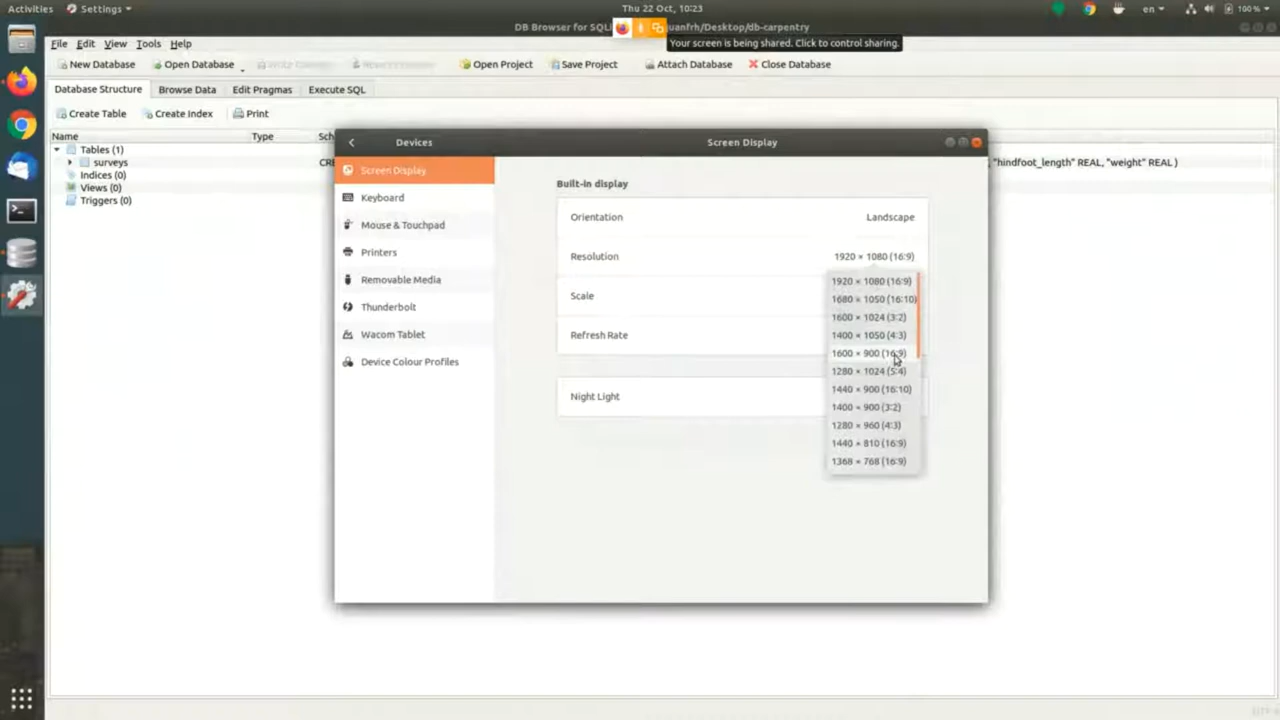 Activities Settings Thu 22 Oct, 10:23 en 100 %
DB Browser for SQLi uanfrh/Desktop/db-carpentry
Your screen is being shared. Click to control sharing.
File Edit View Tools Help
New Database Open Database Open Project Save Project Attach Database Close Database
Database Structure Browse Data Edit Pragmas Execute SQL
Create Table Create Index Print
Name Type Sch
Tables (1)
surveys CRE , "hindfoot_length" REAL, "weight" REAL )
Indices (0)
Views (0)
Triggers (0)
Devices Screen Display
Screen Display
Keyboard
Mouse & Touchpad
Printers
Removable Media
Thunderbolt
Wacom Tablet
Device Colour Profiles
Built-in display
Orientation Landscape
Resolution 1920 × 1080 (16:9)
Scale
Refresh Rate
Night Light
1920 × 1080 (16:9)
1680 × 1050 (16:10)
1600 × 1024 (3:2)
1400 × 1050 (4:3)
1600 × 900 (16:9)
1280 × 1024 (5:4)
1440 × 900 (16:10)
1400 × 900 (3:2)
1280 × 960 (4:3)
1440 × 810 (16:9)
1368 × 768 (16:9)